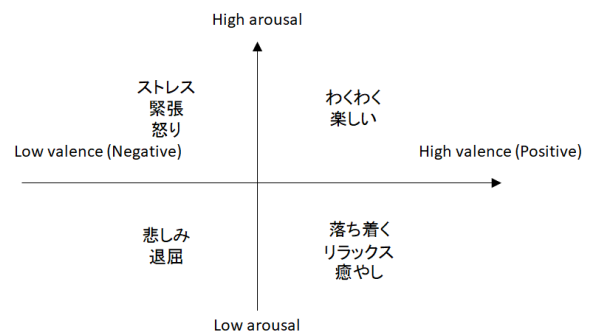 High arousal
ストレス
緊張
怒り
わくわく
楽しい
Low valence (Negative)
High valence (Positive)
悲しみ
退屈
落ち着く
リラックス
癒やし
Low arousal